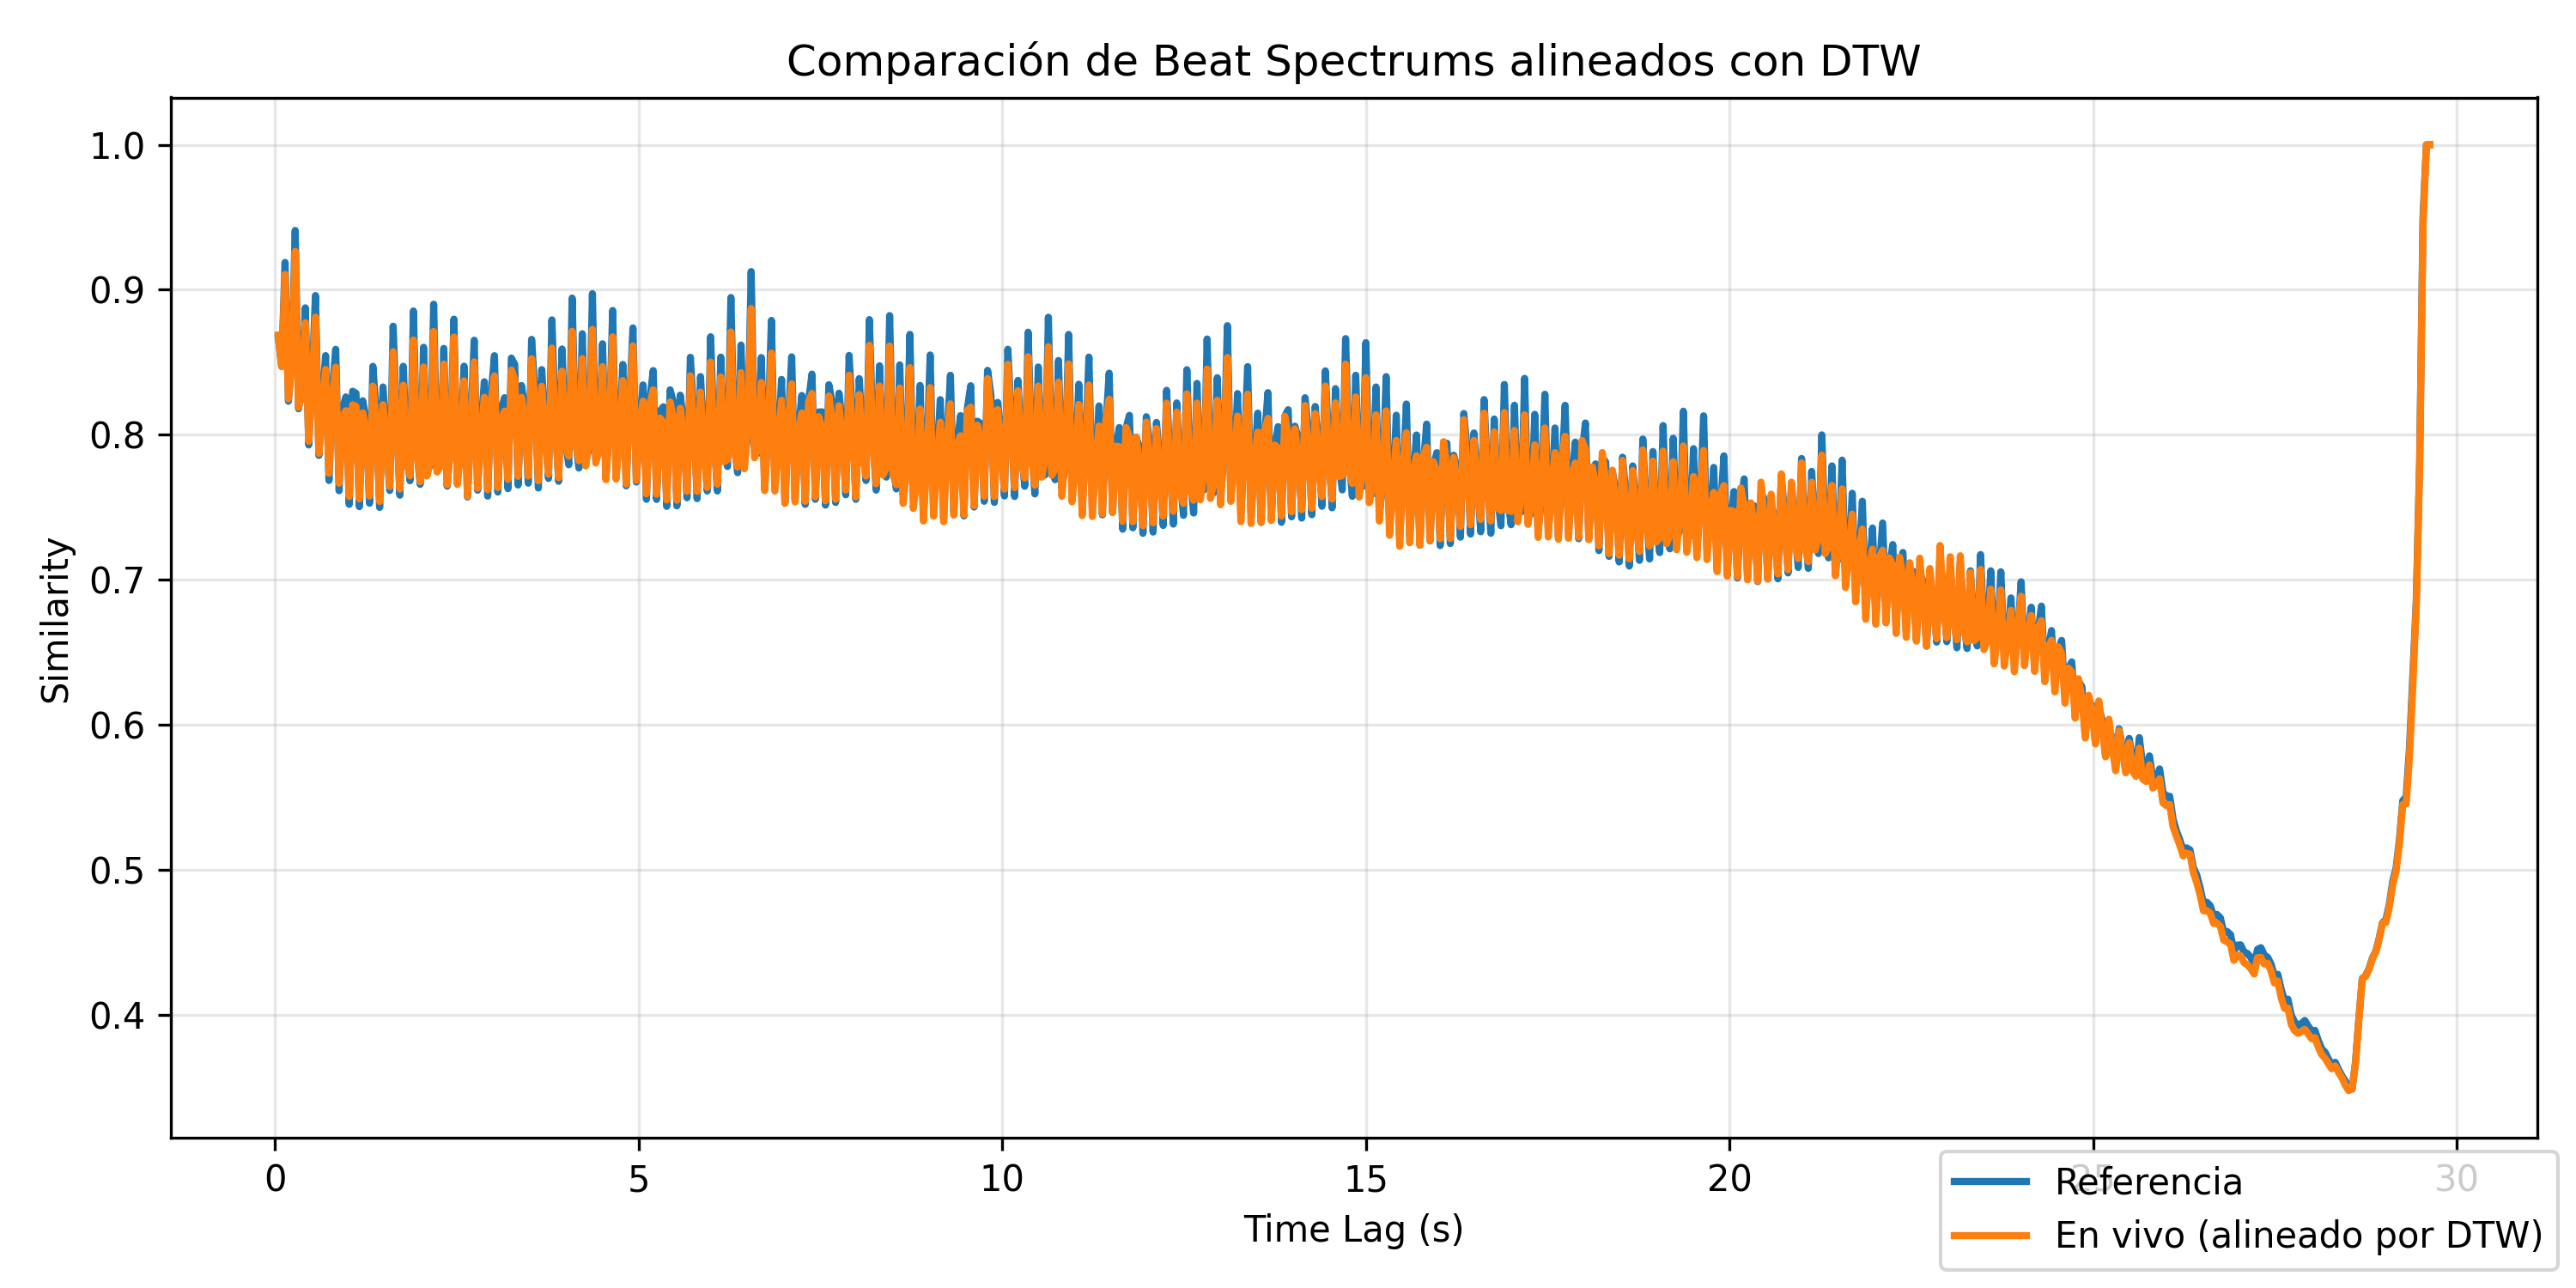 Comparación de Beat Spectrums alineados con DTW
1.0
0.9
0.8
0.7
0.6
0.5
0.4
Similarity
0 5 10 15 20 25 30
Time Lag (s)
Referencia
En vivo (alineado por DTW)